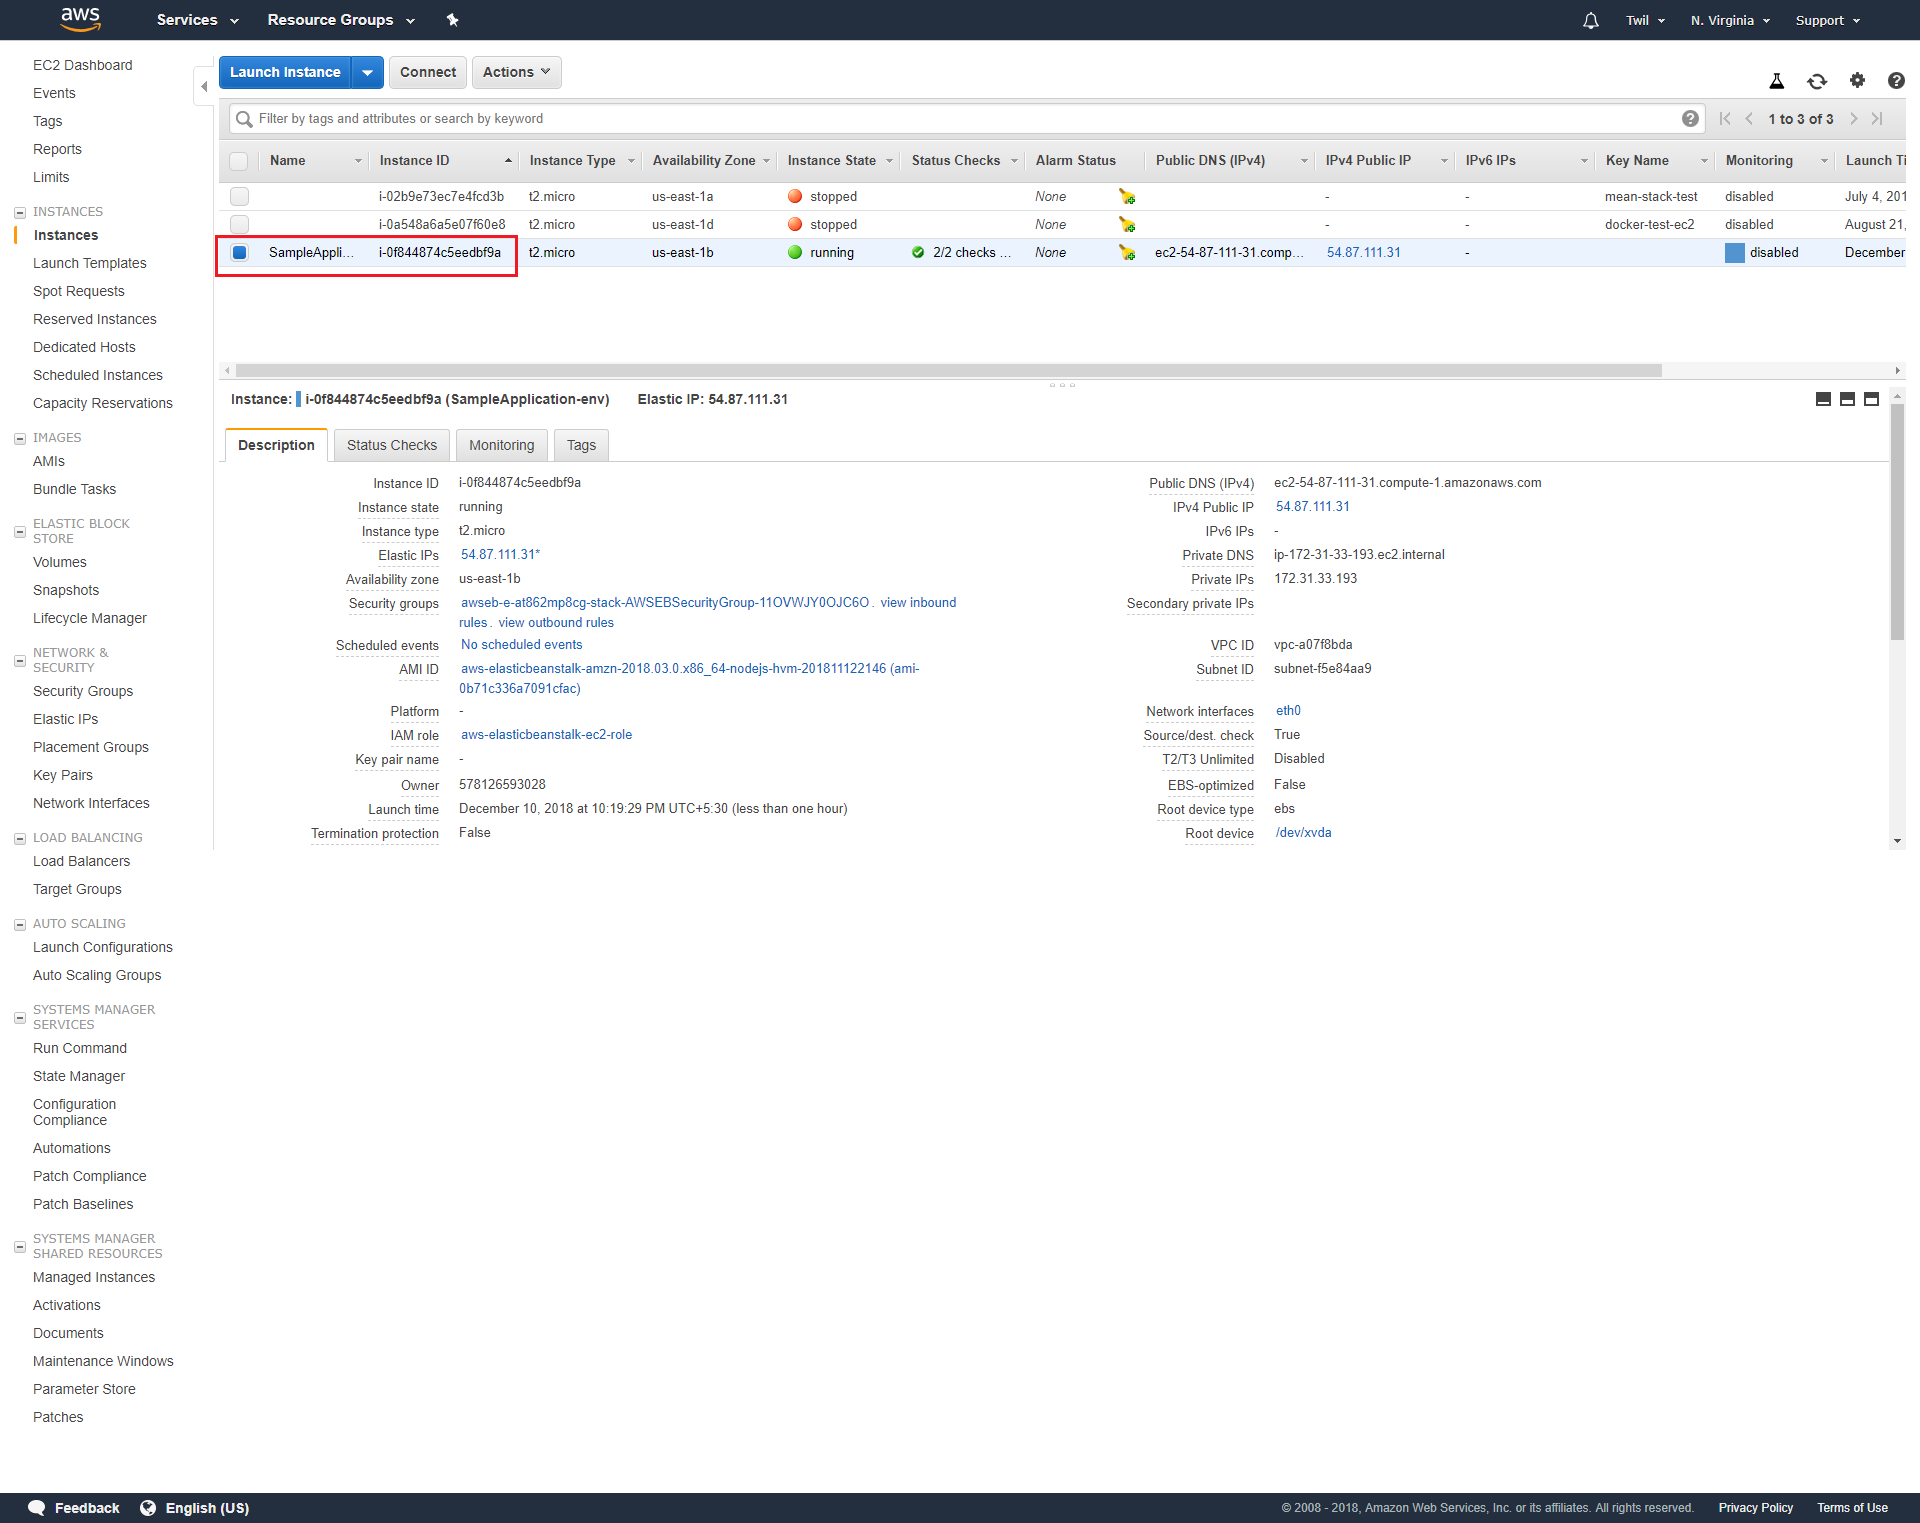 aws Services Resource Groups Twil N. Virginia Support
EC2 Dashboard
Events
Tags
Reports
Limits
INSTANCES
Instances
Launch Templates
Spot Requests
Reserved Instances
Dedicated Hosts
Scheduled Instances
Capacity Reservations
IMAGES
AMIs
Bundle Tasks
ELASTIC BLOCK
STORE
Volumes
Snapshots
Lifecycle Manager
NETWORK &
SECURITY
Security Groups
Elastic IPs
Placement Groups
Key Pairs
Network Interfaces
LOAD BALANCING
Load Balancers
Target Groups
AUTO SCALING
Launch Configurations
Auto Scaling Groups
SYSTEMS MANAGER
SERVICES
Run Command
State Manager
Configuration
Compliance
Automations
Patch Compliance
Patch Baselines
SYSTEMS MANAGER
SHARED RESOURCES
Managed Instances
Activations
Documents
Maintenance Windows
Parameter Store
Patches
Launch Instance Connect Actions
Filter by tags and attributes or search by keyword 1 to 3 of 3
Name Instance ID Instance Type Availability Zone Instance State Status Checks Alarm Status Public DNS (IPv4) IPv4 Public IP IPv6 IPs Key Name Monitoring Launch Ti
i-02b9e73ec7e4fcd3b t2.micro us-east-1a stopped None - - mean-stack-test disabled July 4, 201
i-0a548a6a5e07f60e8 t2.micro us-east-1d stopped None - - docker-test-ec2 disabled August 21,
SampleAppli... i-0f844874c5eedbf9a t2.micro us-east-1b running 2/2 checks ... None ec2-54-87-111-31.comp... 54.87.111.31 - disabled December
Instance: i-0f844874c5eedbf9a (SampleApplication-env) Elastic IP: 54.87.111.31
Description Status Checks Monitoring Tags
Instance ID i-0f844874c5eedbf9a Public DNS (IPv4) ec2-54-87-111-31.compute-1.amazonaws.com
Instance state running IPv4 Public IP 54.87.111.31
Instance type t2.micro IPv6 IPs -
Elastic IPs 54.87.111.31* Private DNS ip-172-31-33-193.ec2.internal
Availability zone us-east-1b Private IPs 172.31.33.193
Security groups awseb-e-at862mp8cg-stack-AWSEBSecurityGroup-11OVWJY0OJC6O . view inbound Secondary private IPs
rules . view outbound rules
Scheduled events No scheduled events VPC ID vpc-a07f8bda
AMI ID aws-elasticbeanstalk-amzn-2018.03.0.x86_64-nodejs-hvm-201811122146 (ami- Subnet ID subnet-f5e84aa9
0b71c336a7091cfac)
Platform - Network interfaces eth0
IAM role aws-elasticbeanstalk-ec2-role Source/dest. check True
Key pair name - T2/T3 Unlimited Disabled
Owner 578126593028 EBS-optimized False
Launch time December 10, 2018 at 10:19:29 PM UTC+5:30 (less than one hour) Root device type ebs
Termination protection False Root device /dev/xvda
Feedback English (US) © 2008 - 2018, Amazon Web Services, Inc. or its affiliates. All rights reserved. Privacy Policy Terms of Use